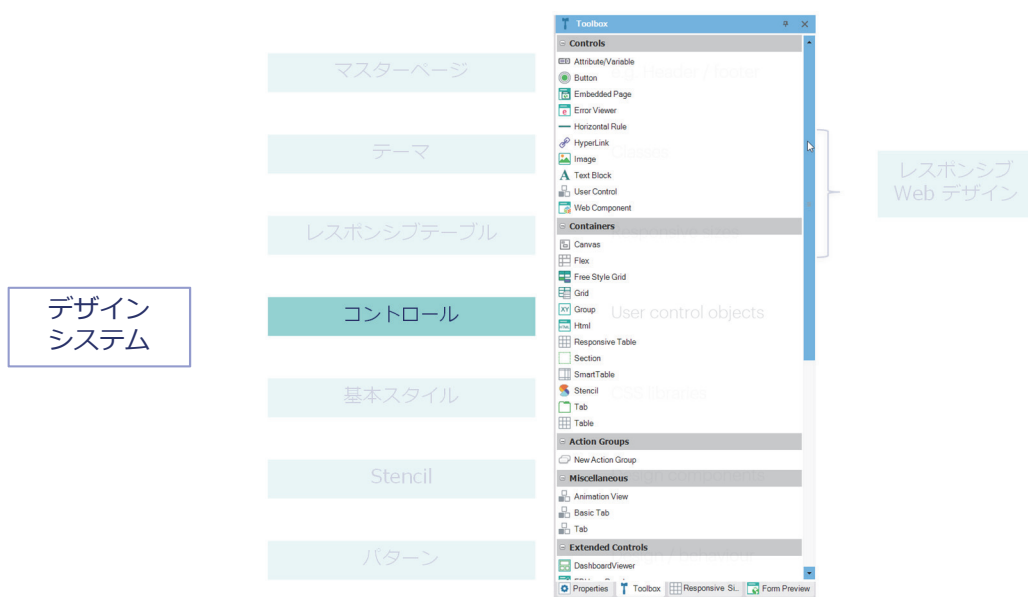 デザイン
システム
マスターページ
テーマ
レスポンシブテーブル
コントロール
基本スタイル
Stencil
パターン
Toolbox
Controls
Attribute/Variable
Button
e.g. Header / footer
Embedded Page
Error Viewer
Horizontal Rule
HyperLink
Classes
Image
Text Block
User Control
Web Component
Containers
Canvas
Flex
Free Style Grid
Grid
Group
User control objects
Html
Responsive Table
Section
SmartTable
Stencil
CSS libraries
Tab
Table
Action Groups
New Action Group
Miscellaneous
Animation View
Basic Tab
Tab
Extended Controls
DashboardViewer
Properties
Toolbox
Responsive Si..
Form Preview
レスポンシブ
Web デザイン